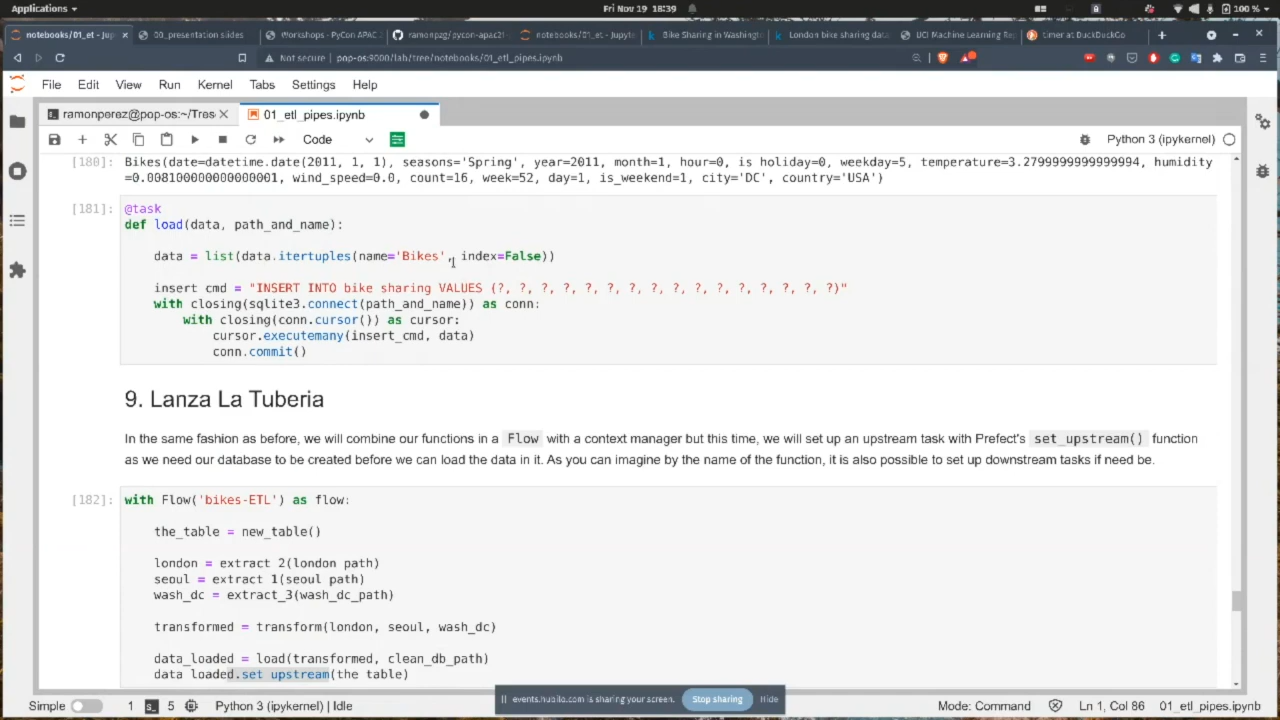 Applications
Fri Nov 19 18:39
100 %
notebooks/01_et - Jup
00_presentation slides
Workshops - PyCon APAC
ramonpag/pycon-apac21
notebooks/01_et - Jupyte
Bike Sharing in Washingt
London bike sharing data
UCI Machine Learning Rep
timer at DuckDuckGo
Not secure | pop-os:9000/lab/tree/notebooks/01_etl_pipes.ipynb
File Edit View Run Kernel Tabs Settings Help
ramonperez@pop-os:~/Tres
01_etl_pipes.ipynb
Code
Python 3 (ipykernel)
[180]: Bikes(date=datetime.date(2011, 1, 1), seasons='Spring', year=2011, month=1, hour=0, is_holiday=0, weekday=5, temperature=3.2799999999999994, humidity
=0.008100000000000001, wind_speed=0.0, count=16, week=52, day=1, is_weekend=1, city='DC', country='USA')
[181]: @task
def load(data, path_and_name):
data = list(data.itertuples(name='Bikes', index=False))
insert_cmd = "INSERT INTO bike_sharing VALUES (?, ?, ?, ?, ?, ?, ?, ?, ?, ?, ?, ?, ?, ?, ?, ?)"
with closing(sqlite3.connect(path_and_name)) as conn:
with closing(conn.cursor()) as cursor:
cursor.executemany(insert_cmd, data)
conn.commit()
9. Lanza La Tuberia
In the same fashion as before, we will combine our functions in a Flow with a context manager but this time, we will set up an upstream task with Prefect's set_upstream() function
as we need our database to be created before we can load the data in it. As you can imagine by the name of the function, it is also possible to set up downstream tasks if need be.
[182]: with Flow('bikes-ETL') as flow:
the_table = new_table()
london = extract_2(london_path)
seoul = extract_1(seoul_path)
wash_dc = extract_3(wash_dc_path)
transformed = transform(london, seoul, wash_dc)
data_loaded = load(transformed, clean_db_path)
data_loaded.set_upstream(the_table)
events.hubilo.com is sharing your screen.
Stop sharing
Hide
Simple
1
5
Python 3 (ipykernel) | Idle
Mode: Command
Ln 1, Col 86
01_etl_pipes.ipynb